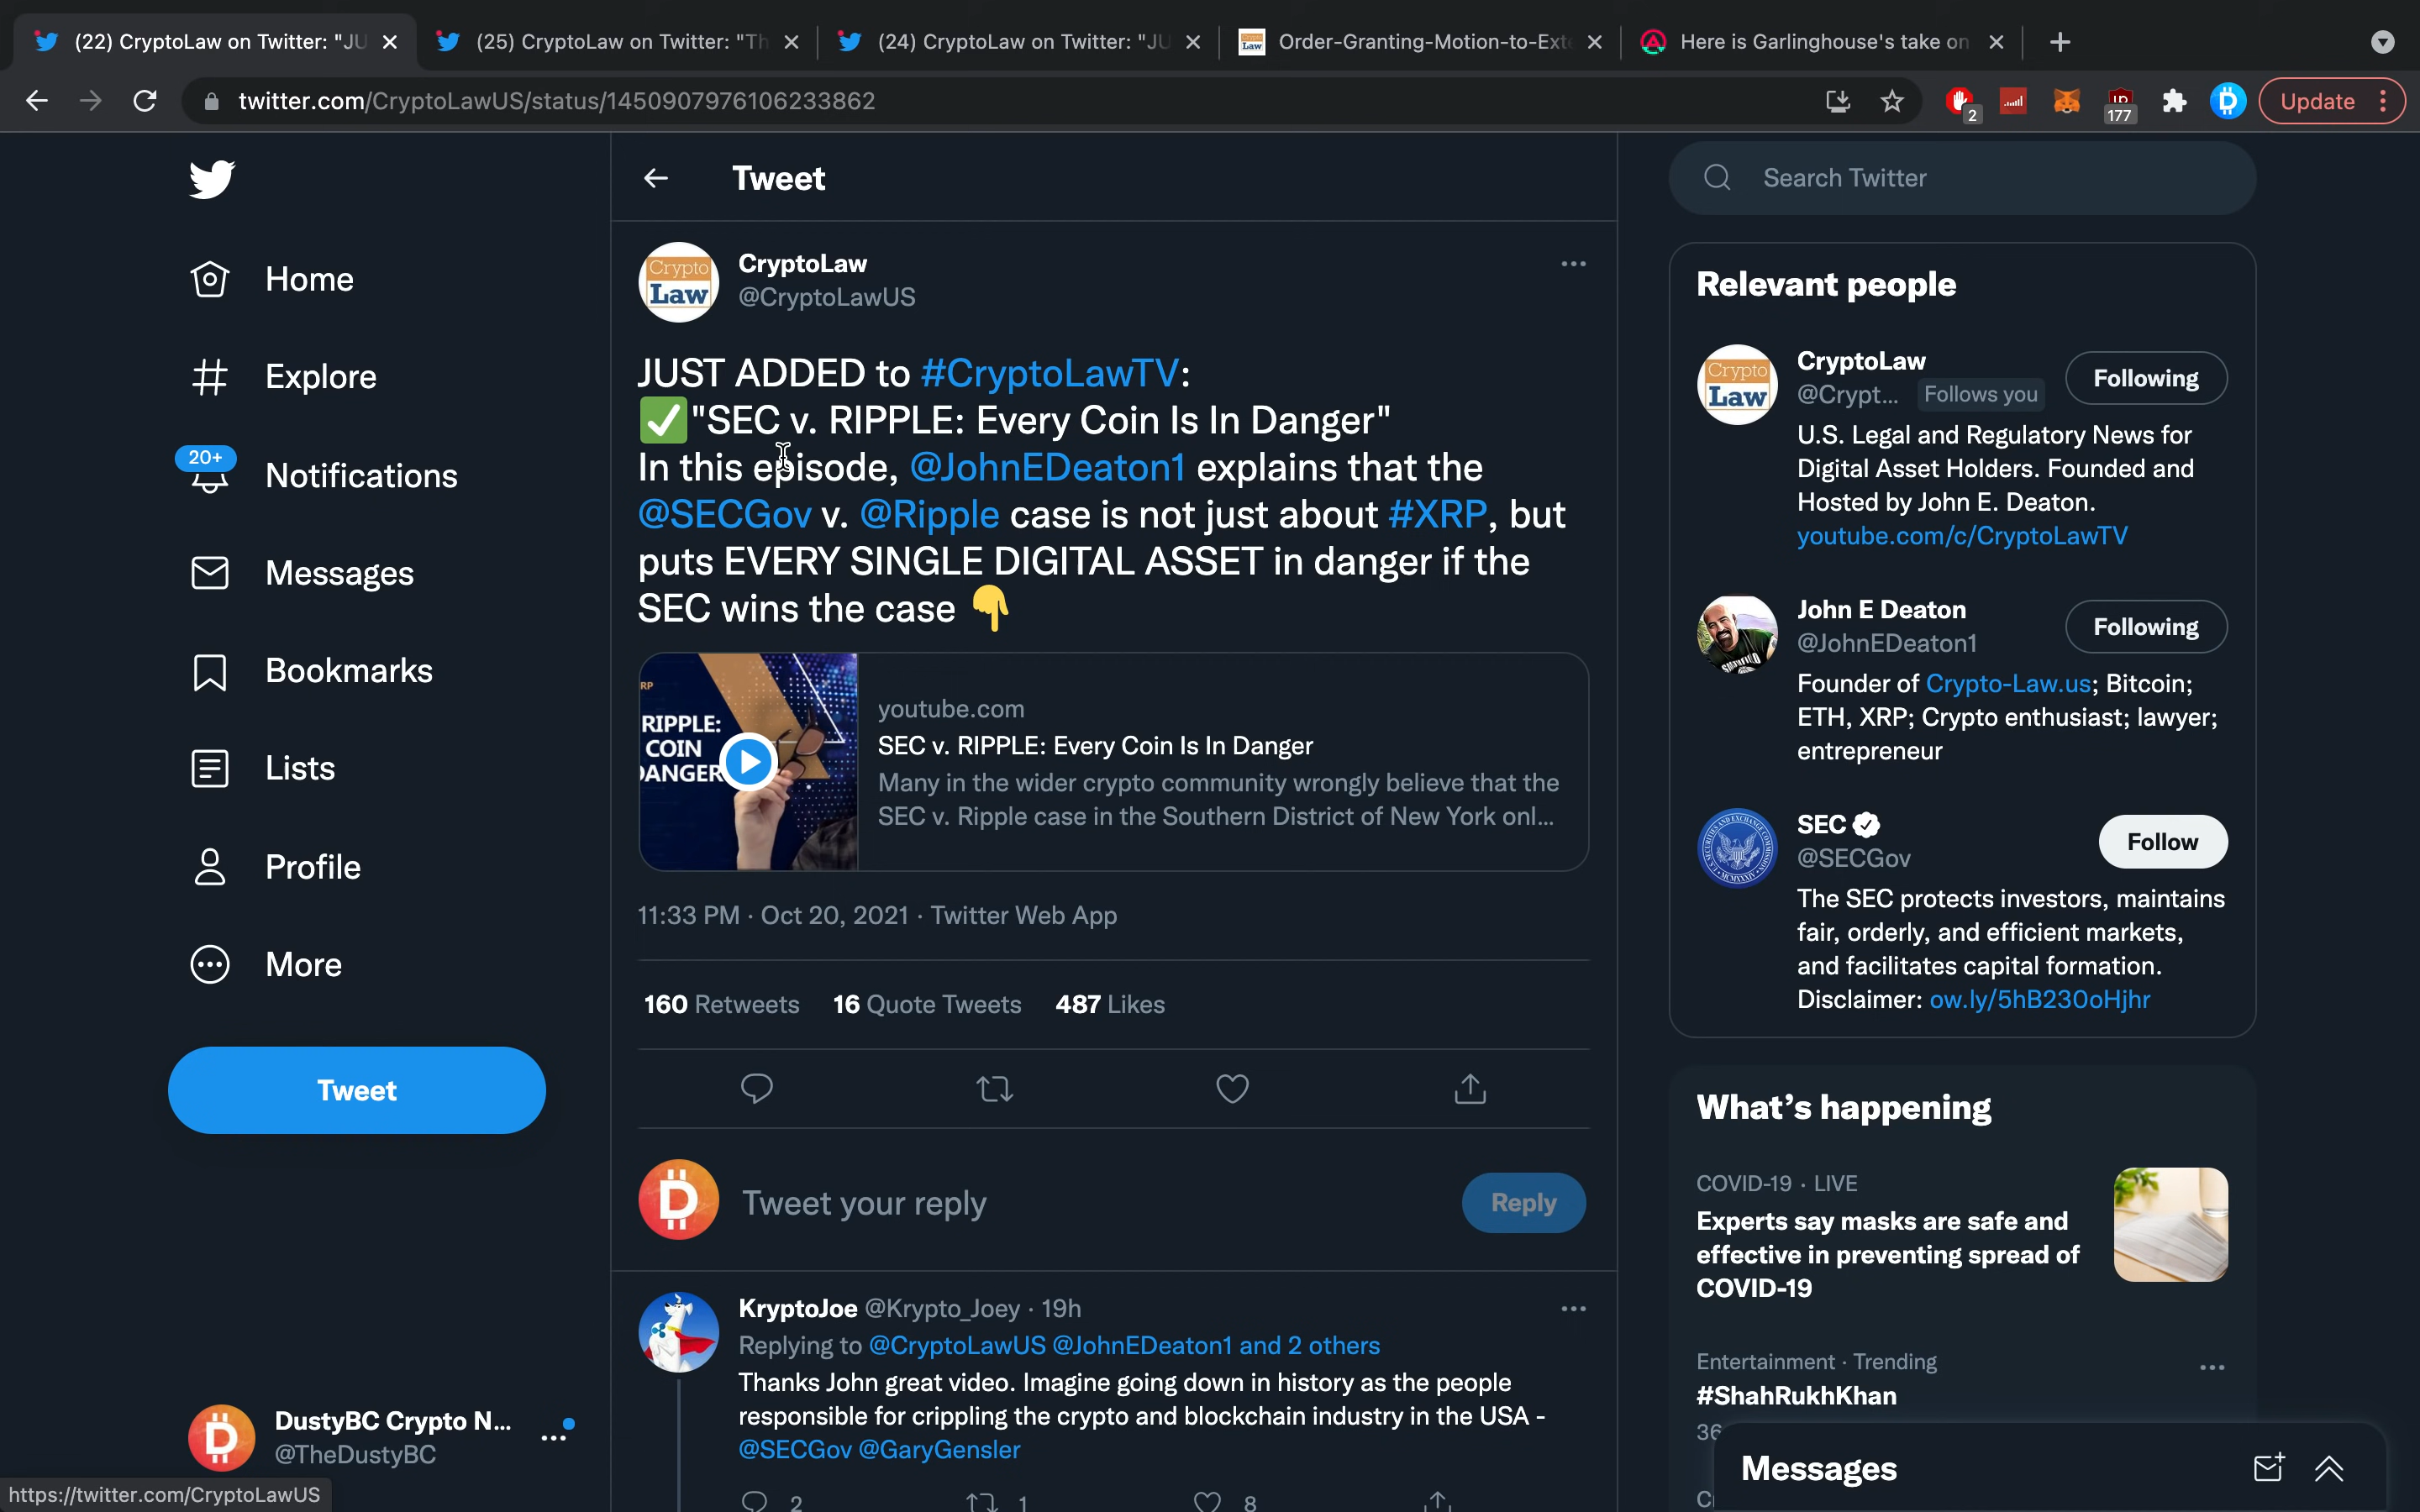 (22) CryptoLaw on Twitter: "JU
(25) CryptoLaw on Twitter: "Th
(24) CryptoLaw on Twitter: "JU
Order-Granting-Motion-to-Ext
Here is Garlinghouse's take on
twitter.com/CryptoLawUS/status/1450907976106233862
2
177
Update
Home
Explore
20+
Notifications
Messages
Bookmarks
Lists
Profile
More
Tweet
DustyBC Crypto N...
@TheDustyBC
https://twitter.com/CryptoLawUS
Tweet
Crypto
Law
CryptoLaw
@CryptoLawUS
JUST ADDED to #CryptoLawTV:
✅"SEC v. RIPPLE: Every Coin Is In Danger"
In this episode, @JohnEDeaton1 explains that the
@SECGov v. @Ripple case is not just about #XRP, but
puts EVERY SINGLE DIGITAL ASSET in danger if the
SEC wins the case 👇
RP
RIPPLE:
COIN
DANGER
youtube.com
SEC v. RIPPLE: Every Coin Is In Danger
Many in the wider crypto community wrongly believe that the
SEC v. Ripple case in the Southern District of New York onl...
11:33 PM · Oct 20, 2021 · Twitter Web App
160 Retweets 16 Quote Tweets 487 Likes
Tweet your reply
Reply
KryptoJoe @Krypto_Joey · 19h
Replying to @CryptoLawUS @JohnEDeaton1 and 2 others
Thanks John great video. Imagine going down in history as the people
responsible for crippling the crypto and blockchain industry in the USA -
@SECGov @GaryGensler
2 1 8
Search Twitter
Relevant people
Crypto
Law
CryptoLaw
@Crypt... Follows you
Following
U.S. Legal and Regulatory News for
Digital Asset Holders. Founded and
Hosted by John E. Deaton.
youtube.com/c/CryptoLawTV
John E Deaton
@JohnEDeaton1
Following
Founder of Crypto-Law.us; Bitcoin;
ETH, XRP; Crypto enthusiast; lawyer;
entrepreneur
SEC
@SECGov
Follow
The SEC protects investors, maintains
fair, orderly, and efficient markets,
and facilitates capital formation.
Disclaimer: ow.ly/5hB230oHjhr
What's happening
COVID-19 · LIVE
Experts say masks are safe and
effective in preventing spread of
COVID-19
Entertainment · Trending
#ShahRukhKhan
36
Messages